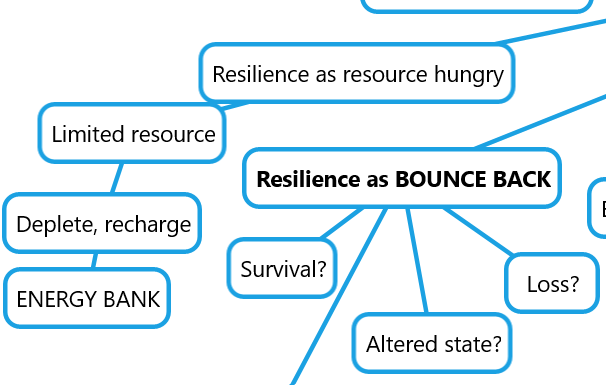 Resilience as resource hungry
Limited resource
Resilience as BOUNCE BACK
Deplete, recharge
Survival?
Loss?
ENERGY BANK
Altered state?